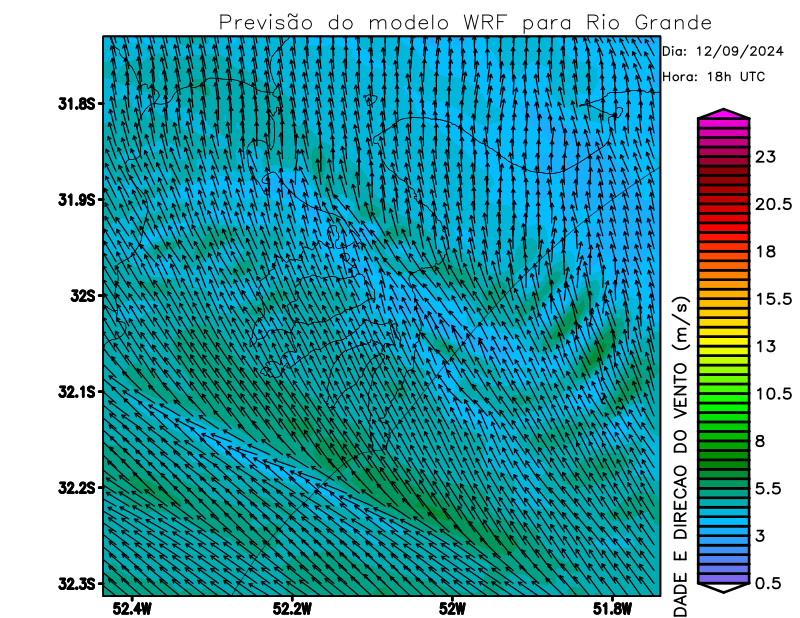 Previsão do modelo WRF para Rio Grande
Dia: 12/09/2024
Hora: 18h UTC
31.8S
31.9S
32S
32.1S
32.2S
32.3S
52.4W
52.2W
52W
51.8W
DADE E DIRECAO DO VENTO (m/s)
23
20.5
18
15.5
13
10.5
8
5.5
3
0.5